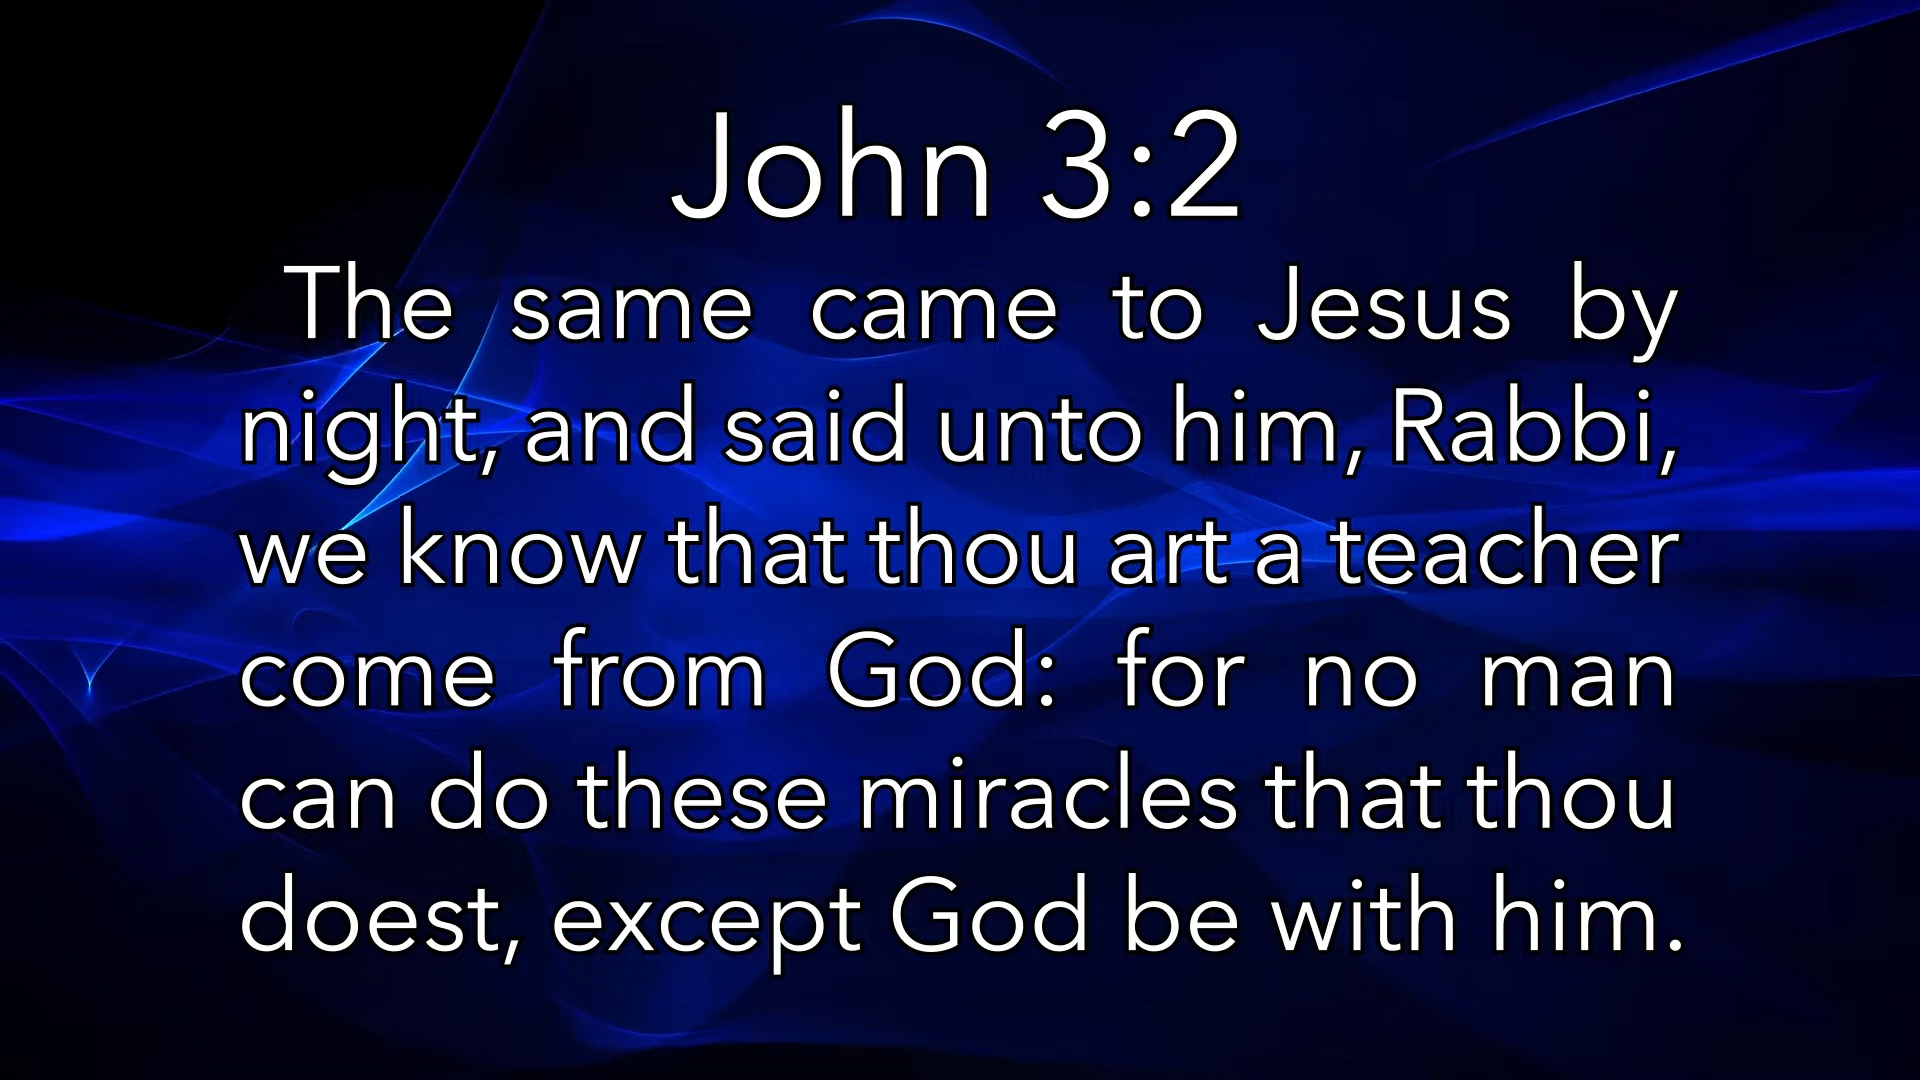 John 3:2
The same came to Jesus by
night, and said unto him, Rabbi,
we know that thou art a teacher
come from God: for no man
can do these miracles that thou
doest, except God be with him.